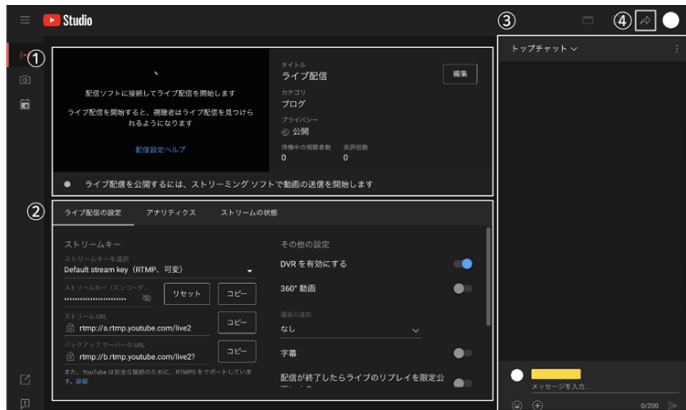 Studio
③
④
①
配信ソフトに接続してライブ配信を開始します
ライブ配信を開始すると、視聴者はライブ配信を見つけら
れるようになります
配信設定ヘルプ
タイトル
ライブ配信
編集
カテゴリ
ブログ
プライバシー
公開
待機中の視聴者数 高評価数
0 0
ライブ配信を公開するには、ストリーミング ソフトで動画の送信を開始します
②
ライブ配信の設定 アナリティクス ストリームの状態
ストリームキー
ストリームキーを選択
Default stream key（RTMP、可変）
ストリームキー（エンコーデ...
リセット コピー
ストリーム URL
rtmp://a.rtmp.youtube.com/live2
コピー
バックアップ サーバーの URL
rtmp://b.rtmp.youtube.com/live2?
コピー
また、YouTube は安全な接続のために、RTMPS をサポートしていま
す。詳細
その他の設定
DVR を有効にする
360° 動画
遅延の追加
なし
字幕
配信が終了したらライブのリプレイを限定公
トップチャット
メッセージを入力...
0/200